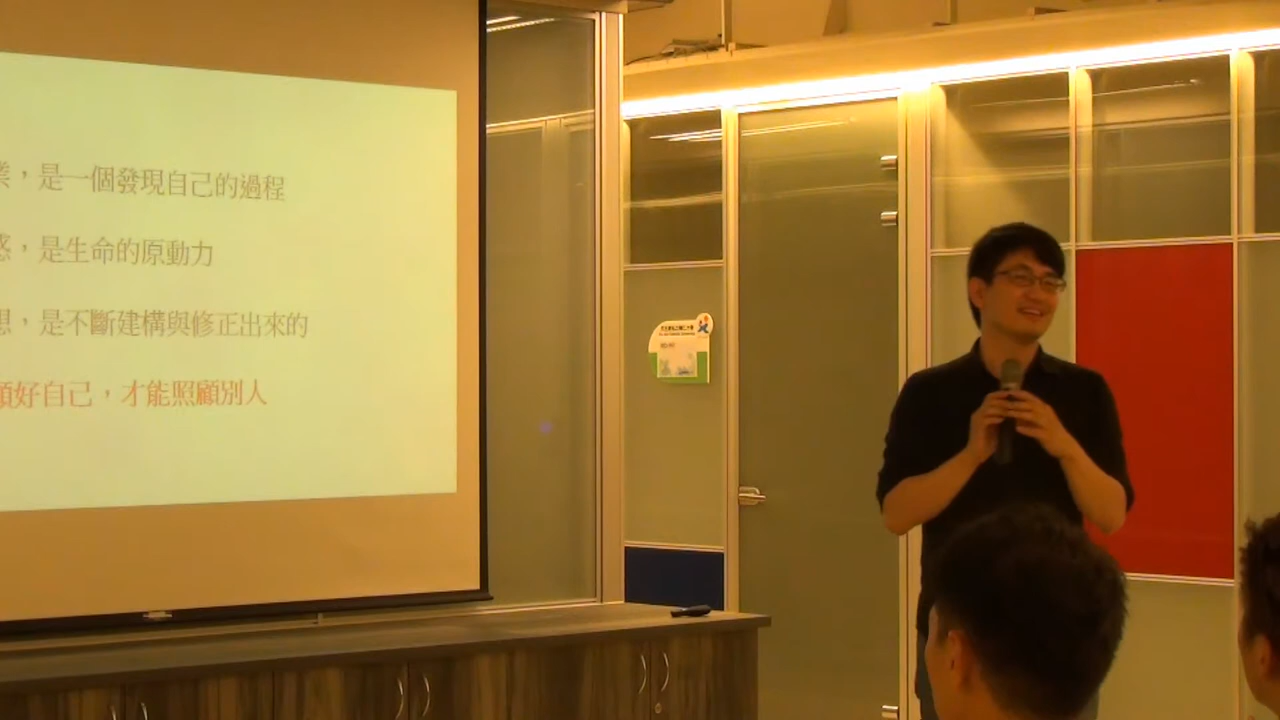 業，是一個發現自己的過程
惑，是生命的原動力
想，是不斷建構與修正出來的
顧好自己，才能照顧別人